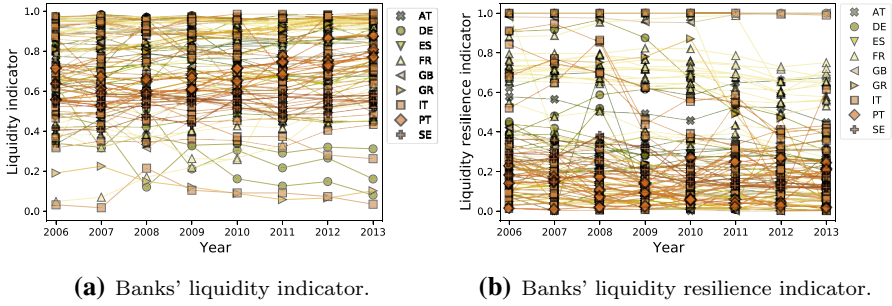 1.0
0.8
0.6
0.4
0.2
0.0
Liquidity indicator
2006 2007 2008 2009 2010 2011 2012 2013
Year
AT
DE
ES
FR
GB
GR
IT
PT
SE
(a) Banks' liquidity indicator.
1.0
0.8
0.6
0.4
0.2
0.0
Liquidity resilience indicator
2006 2007 2008 2009 2010 2011 2012 2013
Year
AT
DE
ES
FR
GB
GR
IT
PT
SE
(b) Banks' liquidity resilience indicator.